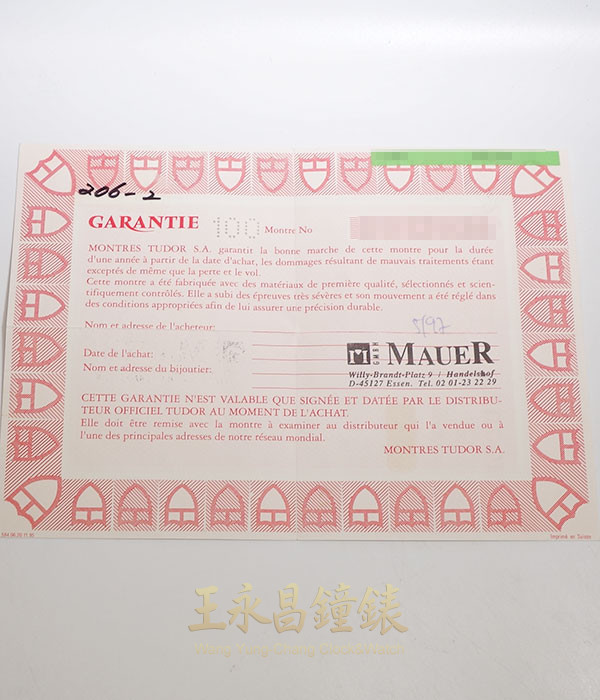 206-2
GARANTIE 100 Montre No
MONTRES TUDOR S.A. garantit la bonne marche de cette montre pour la durée
d'une année à partir de la date d'achat, les dommages résultant de mauvais traitements étant
exceptés de même que la perte et le vol.
Cette montre a été fabriquée avec des matériaux de première qualité, sélectionnés et scien-
tifiquement contrôlés. Elle a subi des épreuves très sévères et son mouvement a été réglé dans
des conditions appropriées afin de lui assurer une précision durable.
Nom et adresse de l'acheteur: 5/97
Date de l'achat:
Nom et adresse du bijoutier:
GMBH MAUER
Willy-Brandt-Platz 9 / Handelshof
D-45127 Essen. Tel. 02 01-23 22 29
CETTE GARANTIE N'EST VALABLE QUE SIGNÉE ET DATÉE PAR LE DISTRIBU-
TEUR OFFICIEL TUDOR AU MOMENT DE L'ACHAT.
Elle doit être remise avec la montre à examiner au distributeur qui l'a vendue ou à
l'une des principales adresses de notre réseau mondial.
MONTRES TUDOR S.A.
Imprimé en Suisse
王永昌鐘錶